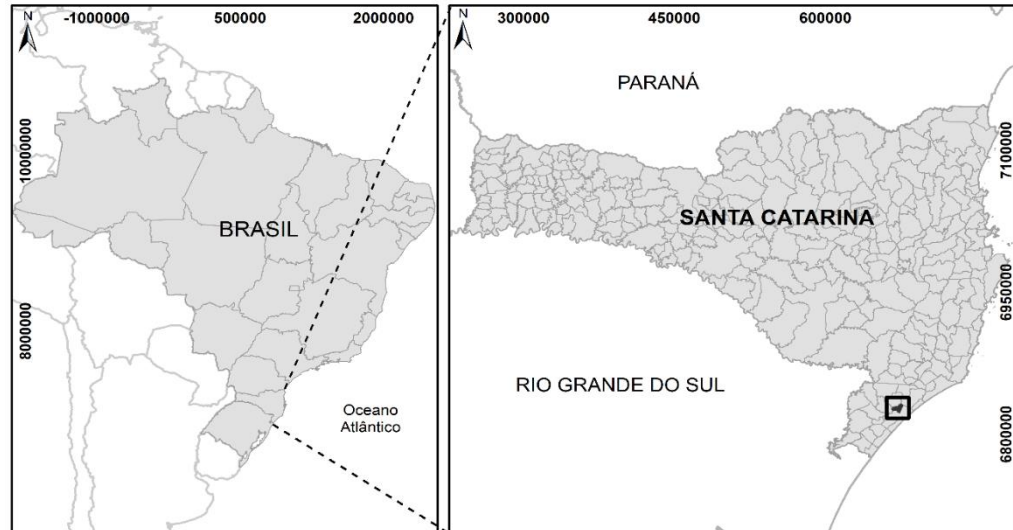 -1000000 500000 2000000
N
10000000
BRASIL
8000000
Oceano
Atlântico
300000 450000 600000
N
PARANÁ
7100000
SANTA CATARINA
6950000
RIO GRANDE DO SUL
6800000